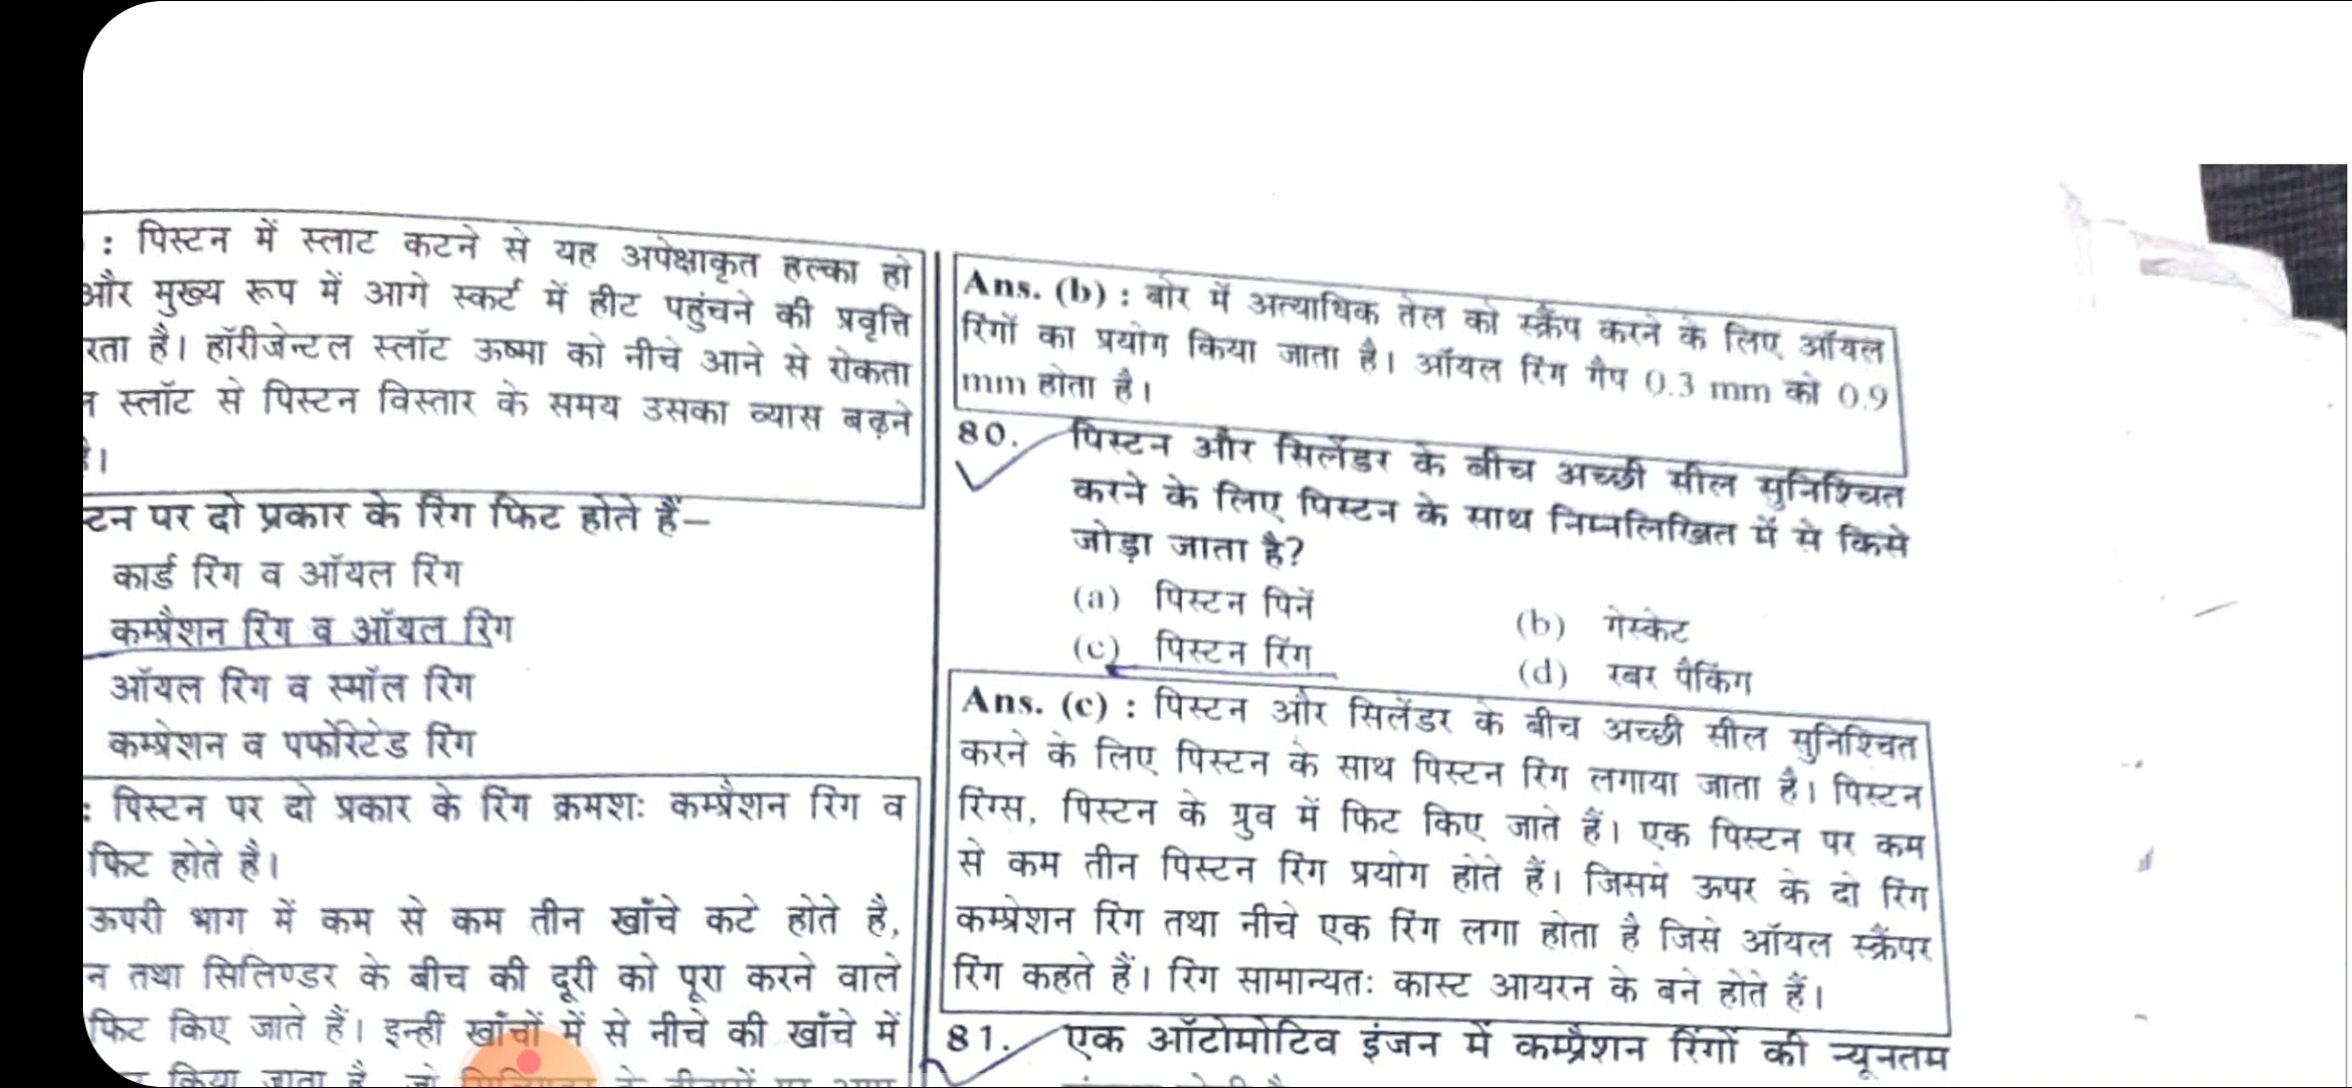 : पिस्टन में स्लाट कटने से यह अपेक्षाकृत हल्का हो
और मुख्य रूप में आगे स्कर्ट में हीट पहुंचने की प्रवृत्ति
रता है। हॉरीजेन्टल स्लॉट ऊष्मा को नीचे आने से रोकता
स्लॉट से पिस्टन विस्तार के समय उसका व्यास बढ़ने
है।
टन पर दो प्रकार के रिंग फिट होते हैं–
कार्ड रिंग व ऑयल रिंग
कम्प्रैशन रिंग व ऑयल रिंग
ऑयल रिंग व स्मॉल रिंग
कम्प्रेशन व पर्फोरेटेड रिंग
: पिस्टन पर दो प्रकार के रिंग क्रमशः कम्प्रैशन रिंग व
फिट होते है।
ऊपरी भाग में कम से कम तीन खाँचे कटे होते है,
न तथा सिलिण्डर के बीच की दूरी को पूरा करने वाले
फिट किए जाते हैं। इन्हीं खाँचों में से नीचे की खाँचे में
किया जाता है
Ans. (b) : बोर में अत्याधिक तेल को स्क्रैप करने के लिए ऑयल
रिंगों का प्रयोग किया जाता है। ऑयल रिंग गैप 0.3 mm को 0.9
mm होता है।
80. पिस्टन और सिलेंडर के बीच अच्छी सील सुनिश्चित
करने के लिए पिस्टन के साथ निम्नलिखित में से किसे
जोड़ा जाता है?
(a) पिस्टन पिनें (b) गेस्केट
(c) पिस्टन रिंग (d) रबर पैकिंग
Ans. (c) : पिस्टन और सिलेंडर के बीच अच्छी सील सुनिश्चित
करने के लिए पिस्टन के साथ पिस्टन रिंग लगाया जाता है। पिस्टन
रिंग्स, पिस्टन के ग्रुव में फिट किए जाते हैं। एक पिस्टन पर कम
से कम तीन पिस्टन रिंग प्रयोग होते हैं। जिसमे ऊपर के दो रिंग
कम्प्रेशन रिंग तथा नीचे एक रिंग लगा होता है जिसे ऑयल स्क्रैपर
रिंग कहते हैं। रिंग सामान्यतः कास्ट आयरन के बने होते हैं।
81. एक ऑटोमोटिव इंजन में कम्प्रैशन रिंगों की न्यूनतम